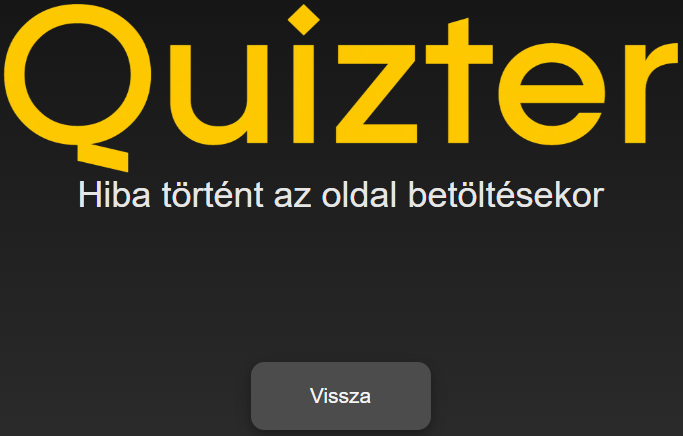 Quizter
Hiba történt az oldal betöltésekor
Vissza